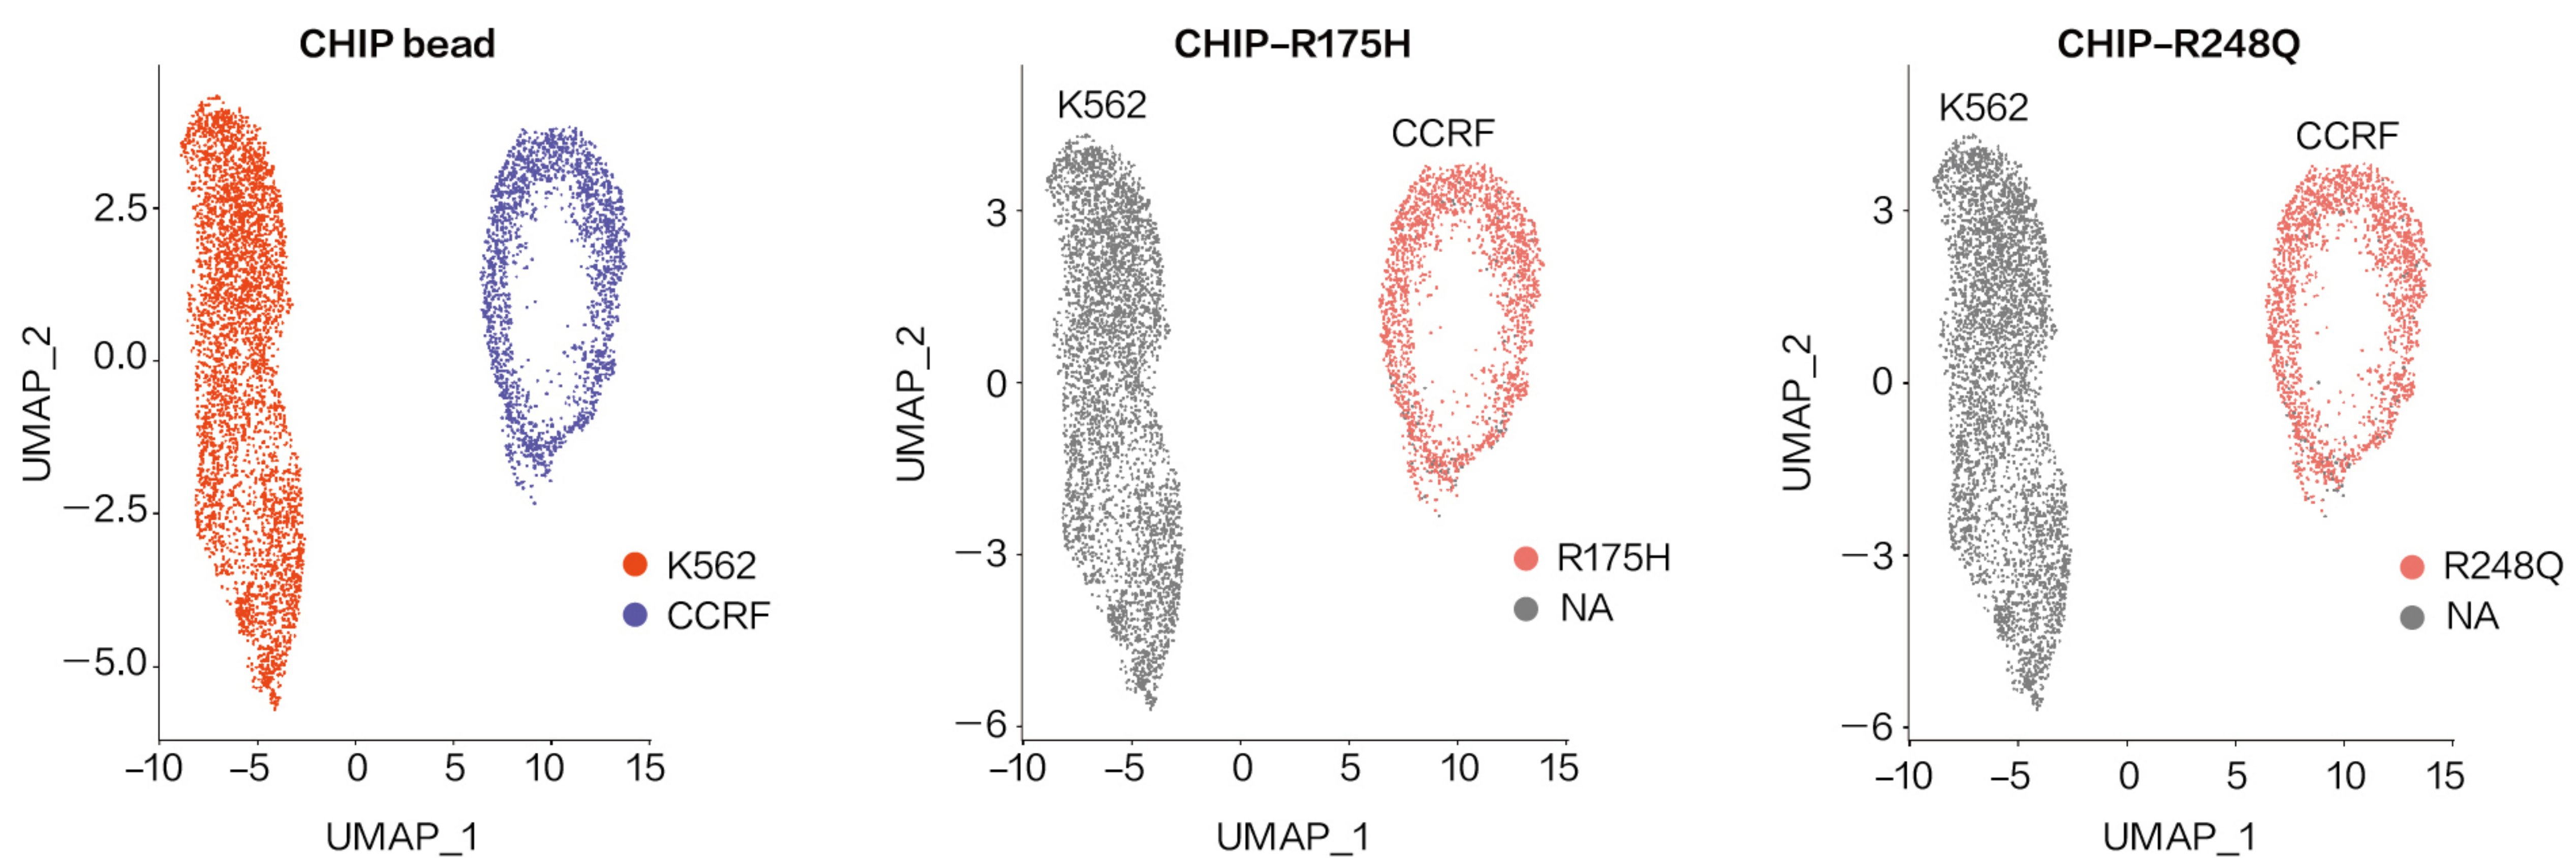 CHIP bead
UMAP_2
2.5
0.0
−2.5
−5.0
−10 −5 0 5 10 15
UMAP_1
K562
CCRF
CHIP–R175H
K562
CCRF
UMAP_2
3
0
−3
−6
−10 −5 0 5 10 15
UMAP_1
R175H
NA
CHIP–R248Q
K562
CCRF
UMAP_2
3
0
−3
−6
−10 −5 0 5 10 15
UMAP_1
R248Q
NA